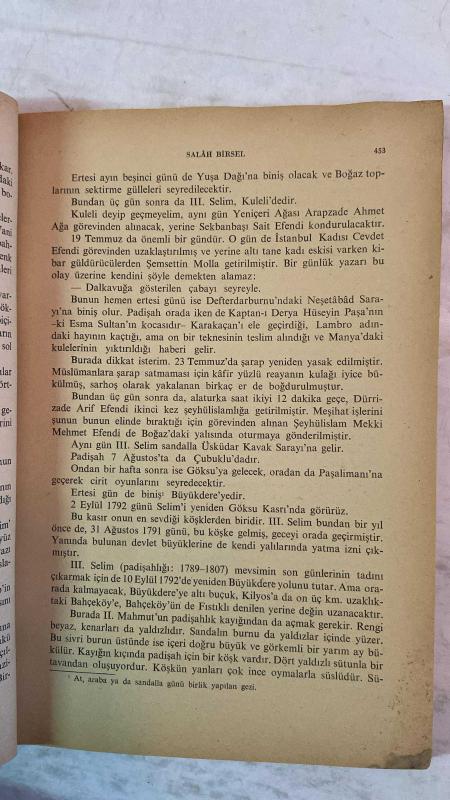 SALÂH BİRSEL 453
Ertesi ayın beşinci günü de Yuşa Dağı'na biniş olacak ve Boğaz top-
larının sektirme gülleleri seyredilecektir.
Bundan üç gün sonra da III. Selim, Kuleli'dedir.
Kuleli deyip geçmeyelim, aynı gün Yeniçeri Ağası Arapzade Ahmet
Ağa görevinden alınacak, yerine Sekbanbaşı Sait Efendi kondurulacaktır.
19 Temmuz da önemli bir gündür. O gün de İstanbul Kadısı Cevdet
Efendi görevinden uzaklaştırılmış ve yerine altı tane kadı eskisi varken ki-
bar güldürücülerden Şemsettin Molla getirilmiştir. Bir günlük yazarı bu
olay üzerine kendini şöyle demekten alamaz:
— Dalkavuğa gösterilen çabayı seyreyle.
Bunun hemen ertesi günü ise Defterdarburnu'ndaki Neşetâbâd Sara-
yı'na biniş olur. Padişah orada iken de Kaptan-ı Derya Hüseyin Paşa'nın
-ki Esma Sultan'ın kocasıdır- Karakaçan'ı ele geçirdiği, Lambro adın-
daki hayının kaçtığı, ama on bir teknesinin teslim alındığı ve Manya'daki
kulelerinin yıktırıldığı haberi gelir.
Burada dikkat isterim. 23 Temmuz'da şarap yeniden yasak edilmiştir.
Müslümanlara şarap satmaması için kâfir yüzlü reayanın kulağı iyice bü-
külmüş, sarhoş olarak yakalanan birkaç er de boğdurulmuştur.
Bundan üç gün sonra da, alaturka saat ikiyi 12 dakika geçe, Dürri-
zade Arif Efendi ikinci kez şeyhülislamlığa getirilmiştir. Meşihat işlerini
şunun bunun elinde bıraktığı için görevinden alınan Şeyhülislam Mekki
Mehmet Efendi de Boğaz'daki yalısında oturmaya gönderilmiştir.
Aynı gün III. Selim sandalla Üsküdar Kavak Sarayı'na gelir.
Padişah 7 Ağustos'ta da Çubuklu'dadır.
Ondan bir hafta sonra ise Göksu'ya gelecek, oradan da Paşalimanı'na
geçerek cirit oyunlarını seyredecektir.
Ertesi gün de biniş¹ Büyükdere'yedir.
2 Eylül 1792 günü Selim'i yeniden Göksu Kasrı'nda görürüz.
Bu kasır onun en sevdiği köşklerden biridir. III. Selim bundan bir yıl
önce de, 31 Ağustos 1791 günü, bu köşke gelmiş, geceyi orada geçirmiştir.
Yanında bulunan devlet büyüklerine de kendi yalılarında yatma izni çık-
mıştır.
III. Selim (padişahlığı: 1789-1807) mevsimin son günlerinin tadını
çıkarmak için de 10 Eylül 1792'de yeniden Büyükdere yolunu tutar. Ama ora-
rada kalmayacak, Büyükdere'ye altı buçuk, Kilyos'a da on üç km. uzaklık-
taki Bahçeköy'e, Bahçeköy'ün de Fıstıklı denilen yerine değin uzanacaktır.
Burada II. Mahmut'un padişahlık kayığından da açmak gerekir. Rengi
beyaz, kenarları da yaldızlıdır. Sandalın burnu da yaldızlar içinde yüzer.
Bu sivri burun üstünde ise içeri doğru büyük ve görkemli bir yarım ay bü-
külür. Kayığın kıçında padişah için bir köşk vardır. Dört yaldızlı sütunla bir
tavandan oluşuyordur. Köşkün yanları çok ince oymalarla süslüdür. Sü-
¹ At, araba ya da sandalla günü birlik yapılan gezi.